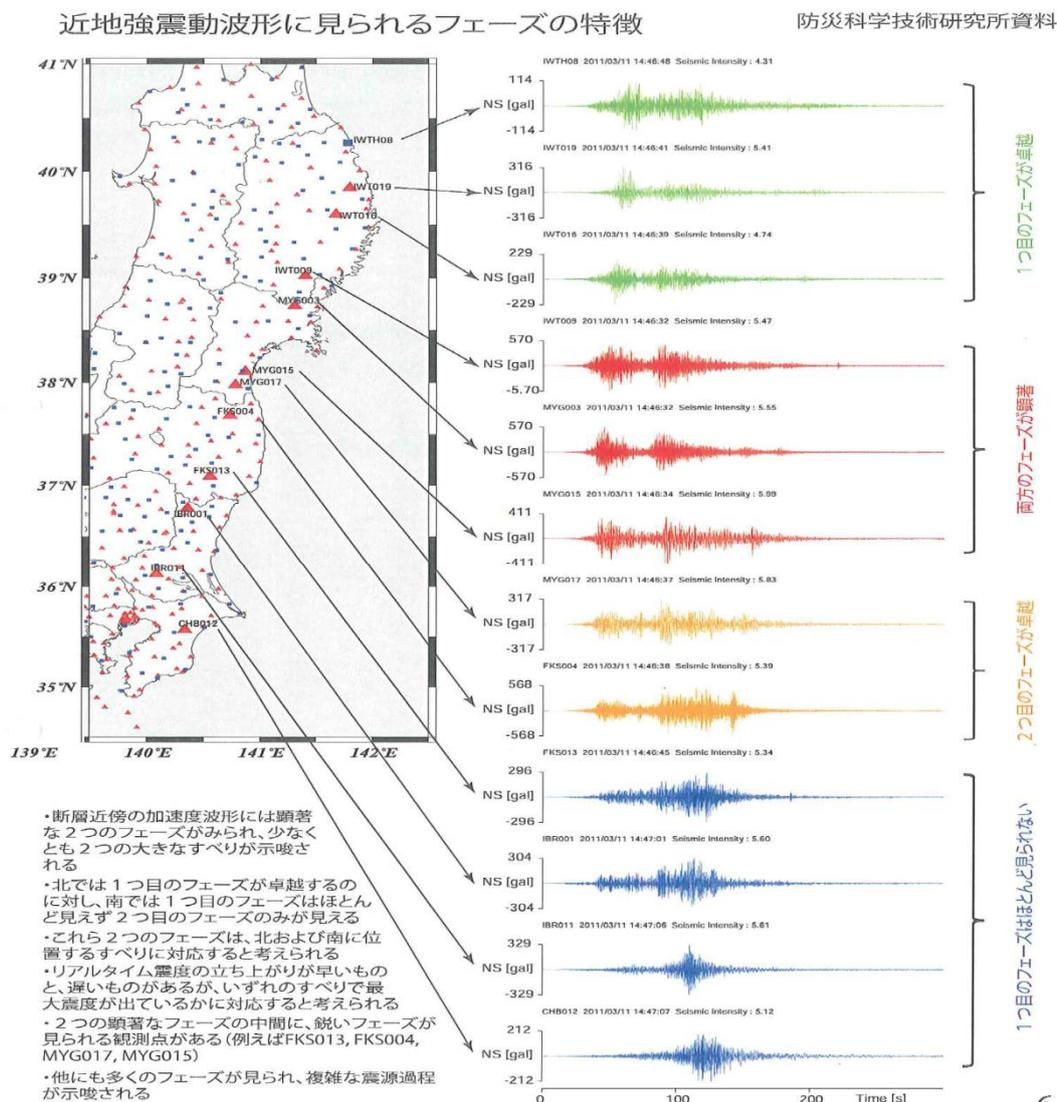 近地強震動波形に見られるフェーズの特徴
防災科学技術研究所資料
41°N
40°N
39°N
38°N
37°N
36°N
35°N
139°E
140°E
141°E
142°E
IWTH08
IWT019
IWT016
IWT009
MYG003
MYG015
MYG017
FKS004
FKS013
IBR001
IBR011
CHB012
IWTH08 2011/03/11 14:46:48 Seismic Intensity : 4.31
114
NS [gal]
-114
IWT019 2011/03/11 14:46:41 Seismic Intensity : 5.41
316
NS [gal]
-316
IWT016 2011/03/11 14:46:39 Seismic Intensity : 4.74
229
NS [gal]
-229
IWT009 2011/03/11 14:46:32 Seismic Intensity : 5.47
570
NS [gal]
-570
MYG003 2011/03/11 14:46:32 Seismic Intensity : 5.55
570
NS [gal]
-570
MYG015 2011/03/11 14:46:34 Seismic Intensity : 5.99
411
NS [gal]
-411
MYG017 2011/03/11 14:46:37 Seismic Intensity : 5.83
317
NS [gal]
-317
FKS004 2011/03/11 14:46:38 Seismic Intensity : 5.39
568
NS [gal]
-568
FKS013 2011/03/11 14:46:45 Seismic Intensity : 5.34
296
NS [gal]
-296
IBR001 2011/03/11 14:47:01 Seismic Intensity : 5.60
304
NS [gal]
-304
IBR011 2011/03/11 14:47:06 Seismic Intensity : 5.61
329
NS [gal]
-329
CHB012 2011/03/11 14:47:07 Seismic Intensity : 5.12
212
NS [gal]
-212
0
100
200
Time [s]
1つ目のフェーズが卓越
両方のフェーズが顕著
2つ目のフェーズが卓越
1つ目のフェーズはほとんど見られない
・断層近傍の加速度波形には顕著
な２つのフェーズがみられ、少なく
とも２つの大きなすべりが示唆さ
れる
・北では１つ目のフェーズが卓越するの
に対し、南では１つ目のフェーズはほとん
ど見えず２つ目のフェーズのみが見える
・これら２つのフェーズは、北および南に位
置するすべりに対応すると考えられる
・リアルタイム震度の立ち上がりが早いもの
と、遅いものがあるが、いずれのすべりで最
大震度が出ているかに対応すると考えられる
・２つの顕著なフェーズの中間に、鋭いフェーズが
見られる観測点がある（例えばFKS013, FKS004,
MYG017, MYG015）
・他にも多くのフェーズが見られ、複雑な震源過程
が示唆される